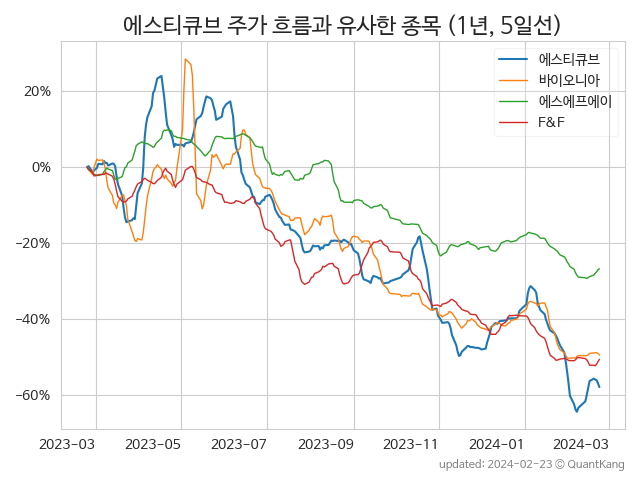 에스티큐브 주가 흐름과 유사한 종목 (1년, 5일선)
에스티큐브
바이오니아
에스에프에이
F&F
20%
0%
−20%
−40%
−60%
2023-03 2023-05 2023-07 2023-09 2023-11 2024-01 2024-03
updated: 2024-02-23 © QuantKang